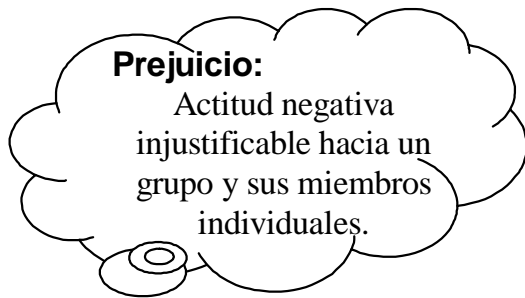 Prejuicio:
Actitud negativa
injustificable hacia un
grupo y sus miembros
individuales.